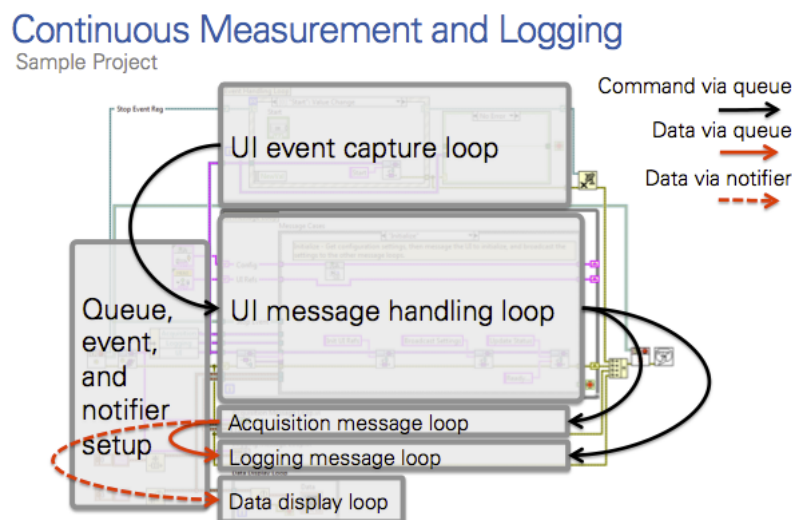 Continuous Measurement and Logging
Sample Project
Command via queue
Data via queue
Data via notifier
Stop Event Reg
UI event capture loop
UI message handling loop
Queue,
event,
and
notifier
setup
Acquisition message loop
Logging message loop
Data display loop